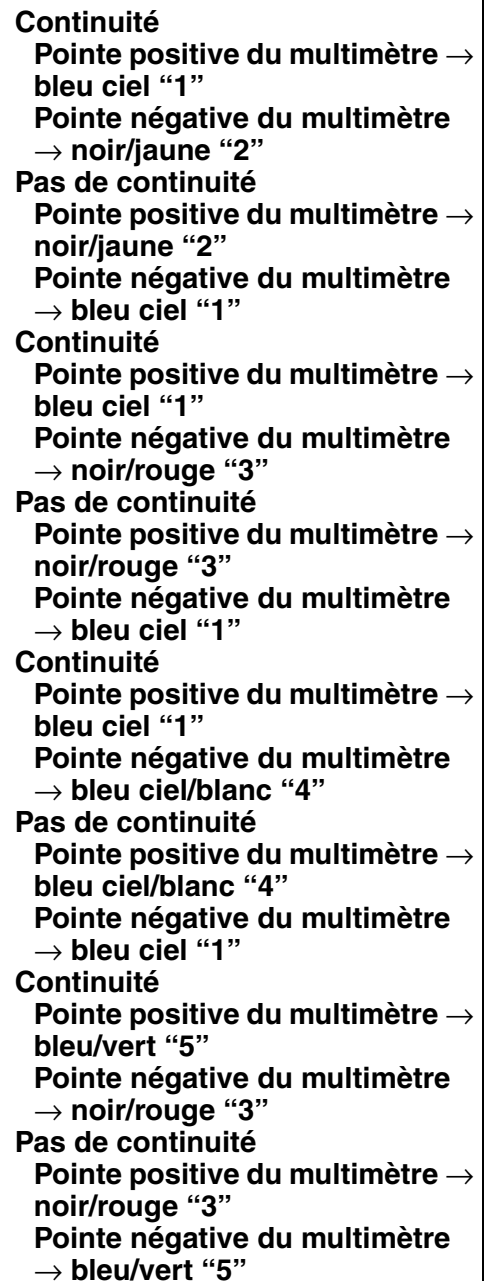 Continuité
Pointe positive du multimètre →
bleu ciel “1”
Pointe négative du multimètre
→ noir/jaune “2”
Pas de continuité
Pointe positive du multimètre →
noir/jaune “2”
Pointe négative du multimètre
→ bleu ciel “1”
Continuité
Pointe positive du multimètre →
bleu ciel “1”
Pointe négative du multimètre
→ noir/rouge “3”
Pas de continuité
Pointe positive du multimètre →
noir/rouge “3”
Pointe négative du multimètre
→ bleu ciel “1”
Continuité
Pointe positive du multimètre →
bleu ciel “1”
Pointe négative du multimètre
→ bleu ciel/blanc “4”
Pas de continuité
Pointe positive du multimètre →
bleu ciel/blanc “4”
Pointe négative du multimètre
→ bleu ciel “1”
Continuité
Pointe positive du multimètre →
bleu/vert “5”
Pointe négative du multimètre
→ noir/rouge “3”
Pas de continuité
Pointe positive du multimètre →
noir/rouge “3”
Pointe négative du multimètre
→ bleu/vert “5”